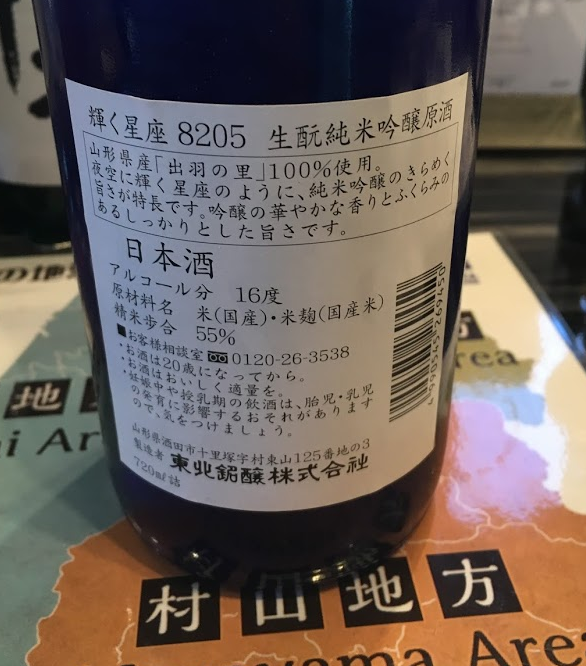 輝く星座 8205 生酛純米吟醸原酒
山形県産「出羽の里」100%使用。
夜空に輝く星座のように、純米吟醸のきらめく
旨さが特長です。吟醸の華やかな香りとふくらみの
あるしっかりとした旨さです。
日本酒
アルコール分 16度
原材料名 米(国産)・米麹(国産米)
精米歩合 55%
■お客様相談室 0120-26-3538
・お酒は20歳になってから。
・お酒はおいしく適量を。
・妊娠中や授乳期の飲酒は、胎児・乳児
の発育に影響するおそれがあります
ので、気をつけましょう。
山形県酒田市十里塚字村東山125番地の3
製造者 東北銘醸株式会社
720ml詰
4 990345 269450
の地
地
方
Area
村山地方
yama Area